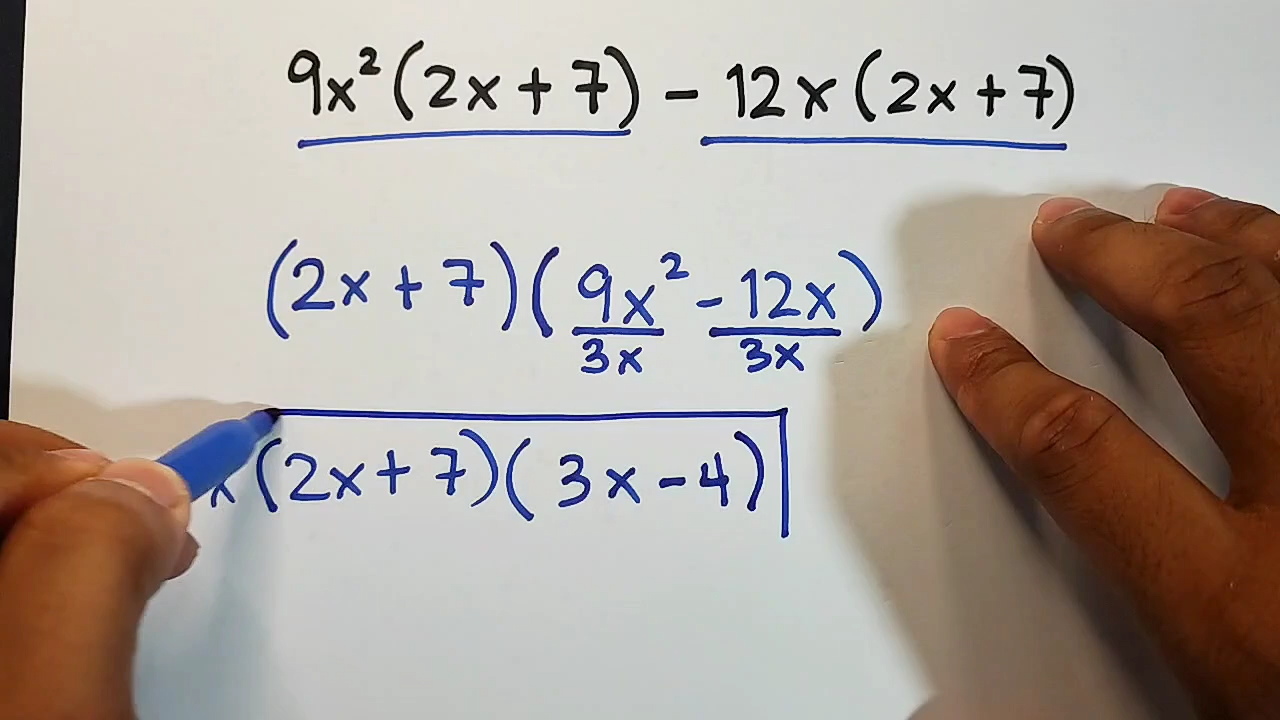 9x²(2x+7) - 12x(2x+7)
(2x+7)(9x² - 12x)
3x 3x
x(2x+7)(3x-4)